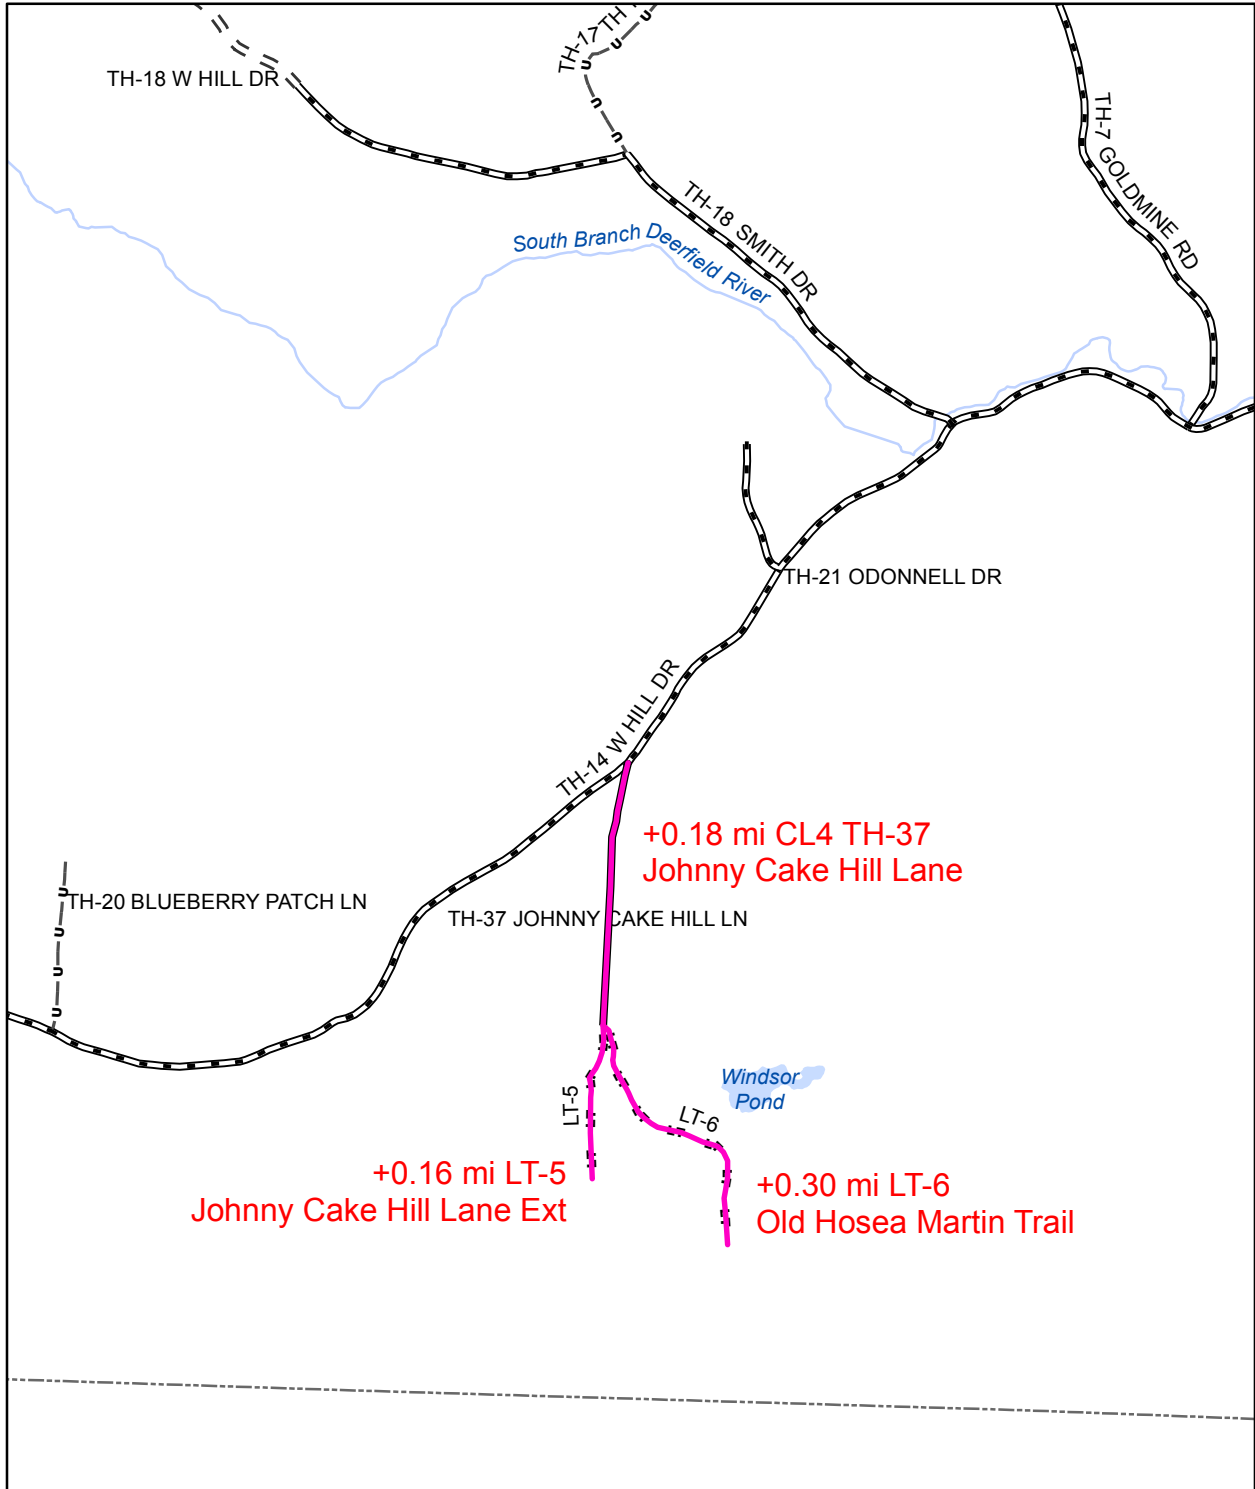 TH-18 W HILL DR
TH-1> TH
TH-7 GOLDMINE RD
TH-18 SMITH DR
South Branch Deerfield River
TH-21 ODONNELL DR
TH-14 W HILL DR
+0.18 mi CL4 TH-37
Johnny Cake Hill Lane
TH-20 BLUEBERRY PATCH LN
TH-37 JOHNNY CAKE HILL LN
Windsor
Pond
LT-5
LT-6
+0.16 mi LT-5
Johnny Cake Hill Lane Ext
+0.30 mi LT-6
Old Hosea Martin Trail